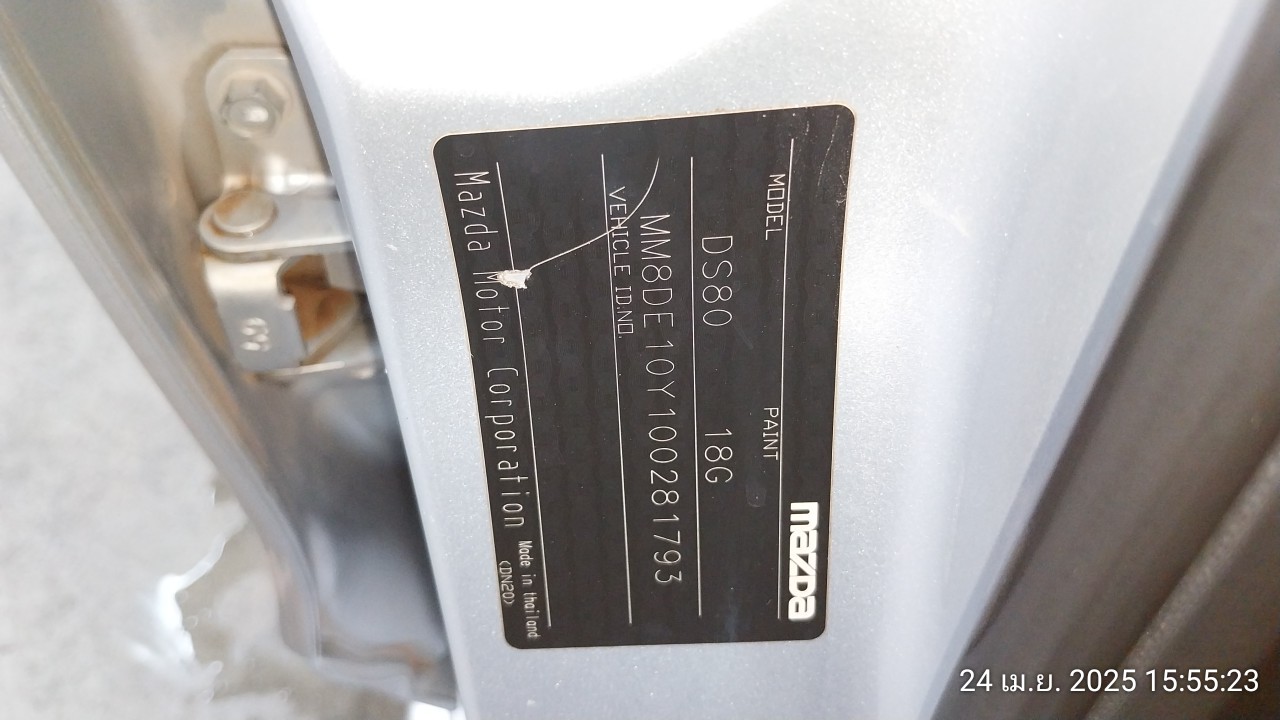 mazda
MODEL PAINT
DS80 18G
MM8DE10Y100281793
VEHICLE ID.NO.
Mazda Motor Corporation Made in thailand
(DN20)
24 เม.ย. 2025 15:55:23